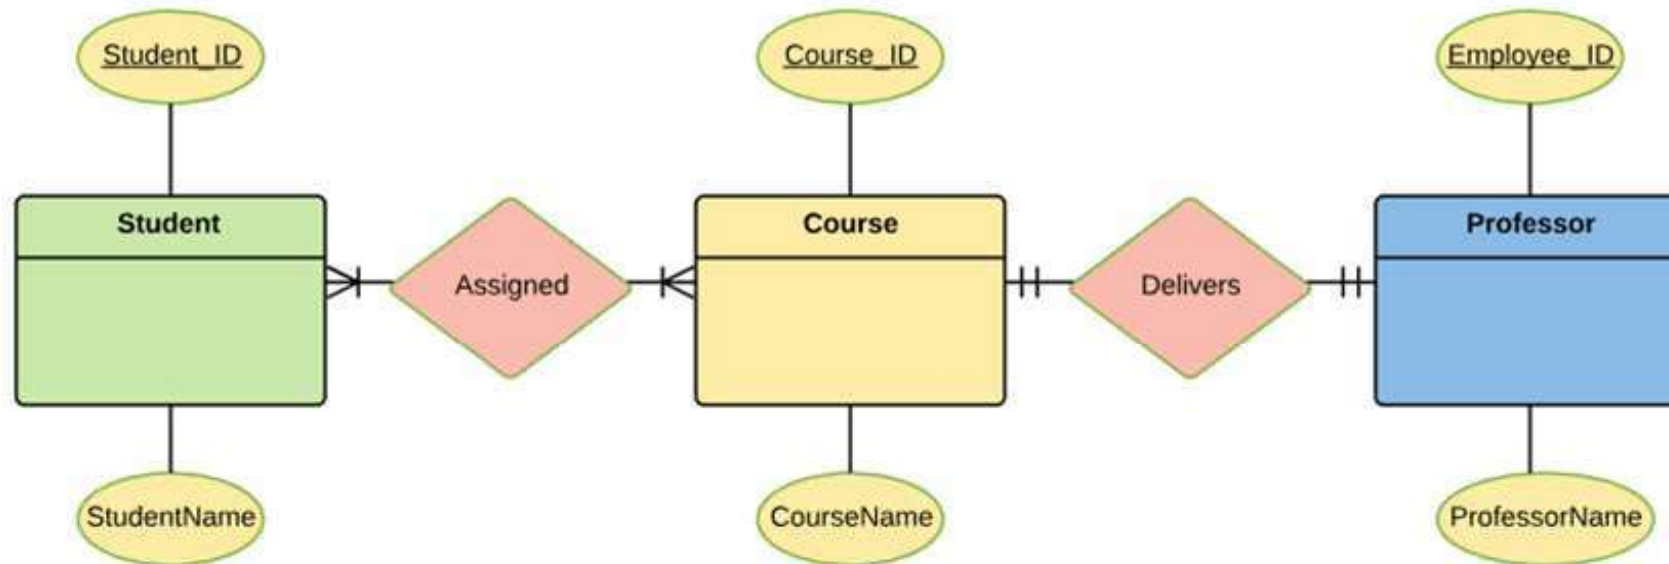 Student_ID
Course_ID
Employee_ID
Student
Course
Professor
Assigned
Delivers
StudentName
CourseName
ProfessorName